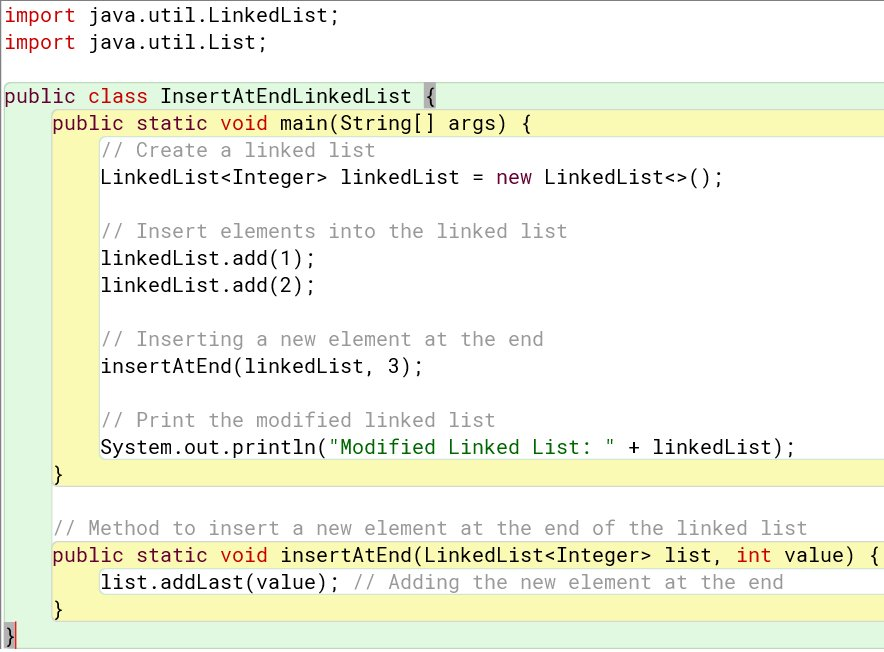 import java.util.LinkedList;
import java.util.List;

public class InsertAtEndLinkedList {
    public static void main(String[] args) {
        // Create a linked list
        LinkedList<Integer> linkedList = new LinkedList<>();

        // Insert elements into the linked list
        linkedList.add(1);
        linkedList.add(2);

        // Inserting a new element at the end
        insertAtEnd(linkedList, 3);

        // Print the modified linked list
        System.out.println("Modified Linked List: " + linkedList);
    }

    // Method to insert a new element at the end of the linked list
    public static void insertAtEnd(LinkedList<Integer> list, int value) {
        list.addLast(value); // Adding the new element at the end
    }
}